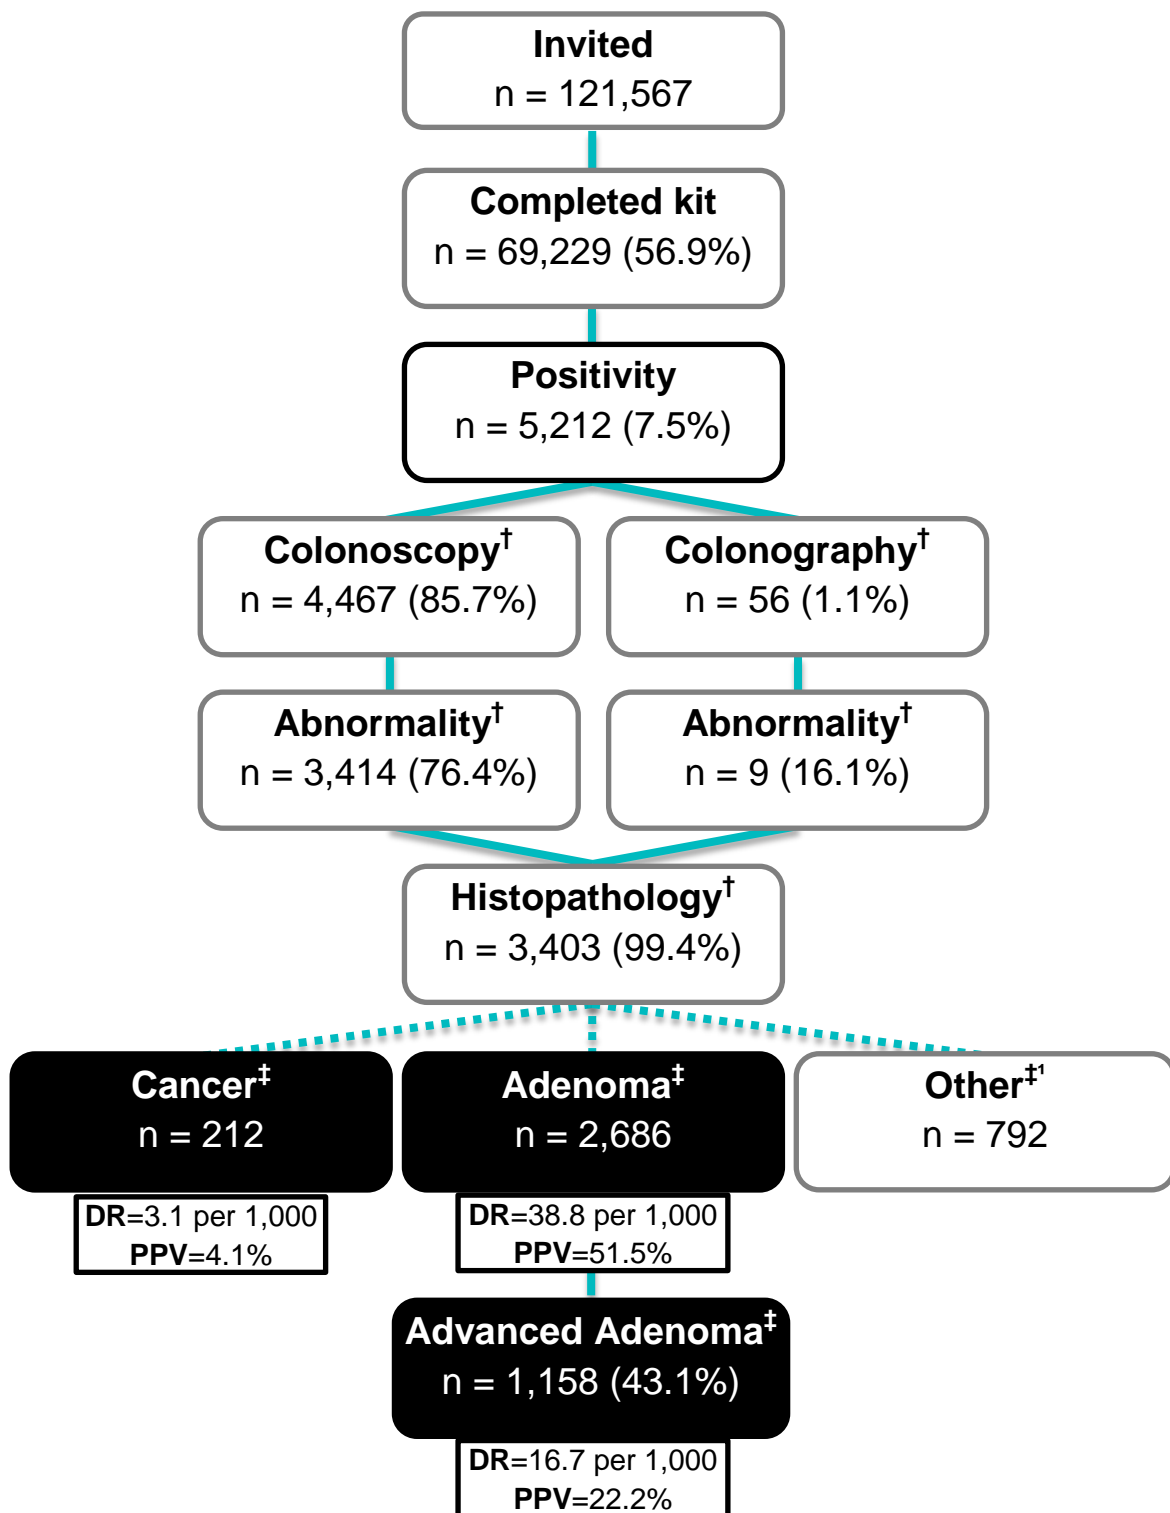 Invited
n = 121,567
Completed kit
n = 69,229 (56.9%)
Positivity
n = 5,212 (7.5%)
Colonoscopy†
n = 4,467 (85.7%)
Colonography†
n = 56 (1.1%)
Abnormality†
n = 3,414 (76.4%)
Abnormality†
n = 9 (16.1%)
Histopathology†
n = 3,403 (99.4%)
Cancer‡
n = 212
DR=3.1 per 1,000
PPV=4.1%
Adenoma‡
n = 2,686
DR=38.8 per 1,000
PPV=51.5%
Other‡¹
n = 792
Advanced Adenoma‡
n = 1,158 (43.1%)
DR=16.7 per 1,000
PPV=22.2%